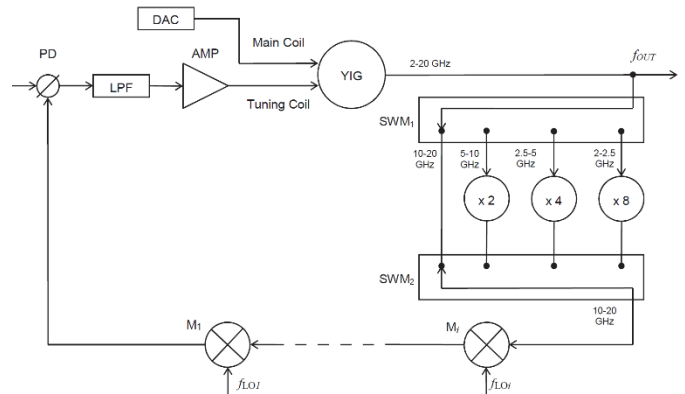 DAC
PD
AMP
Main Coil
LPF
YIG
2-20 GHz
fOUT
Tuning Coil
SWM1
10-20
GHz
5-10
GHz
2.5-5
GHz
2-2.5
GHz
x 2
x 4
x 8
SWM2
10-20
GHz
M1
Mi
fLO1
fLOi